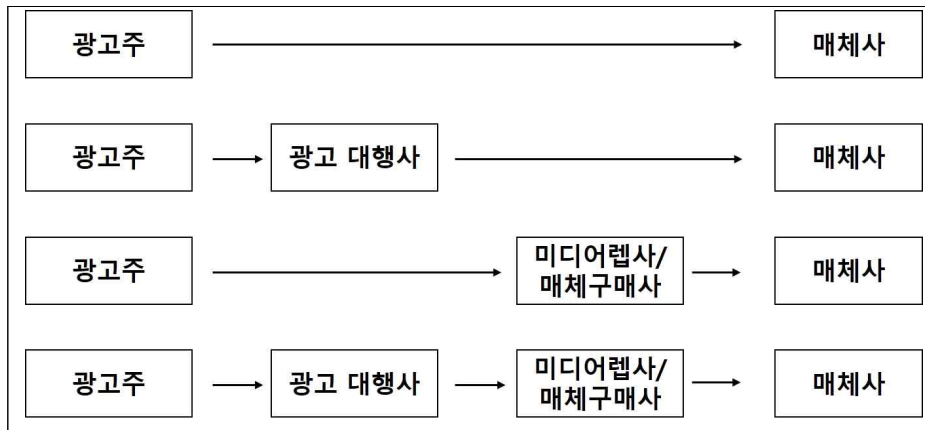 광고주 매체사
광고주 광고 대행사 매체사
광고주 미디어렙사/
매체구매사 매체사
광고주 광고 대행사 미디어렙사/
매체구매사 매체사